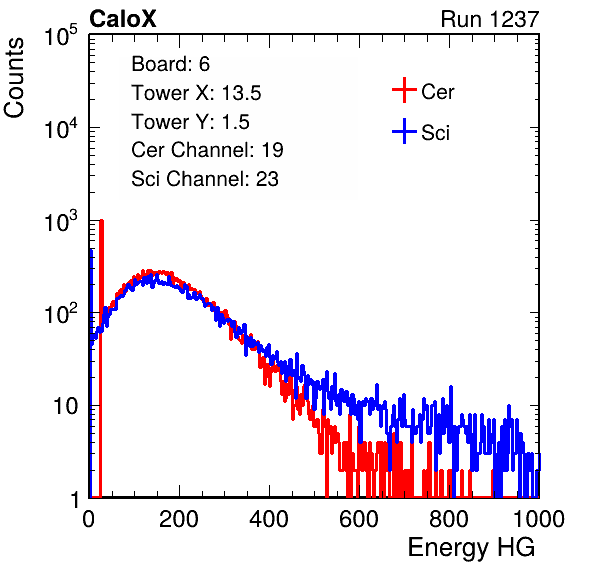 CaloX Run 1237
Counts
Board: 6
Tower X: 13.5
Tower Y: 1.5
Cer Channel: 19
Sci Channel: 23
Cer
Sci
10^5
10^4
10^3
10^2
10
1
0 200 400 600 800 1000
Energy HG